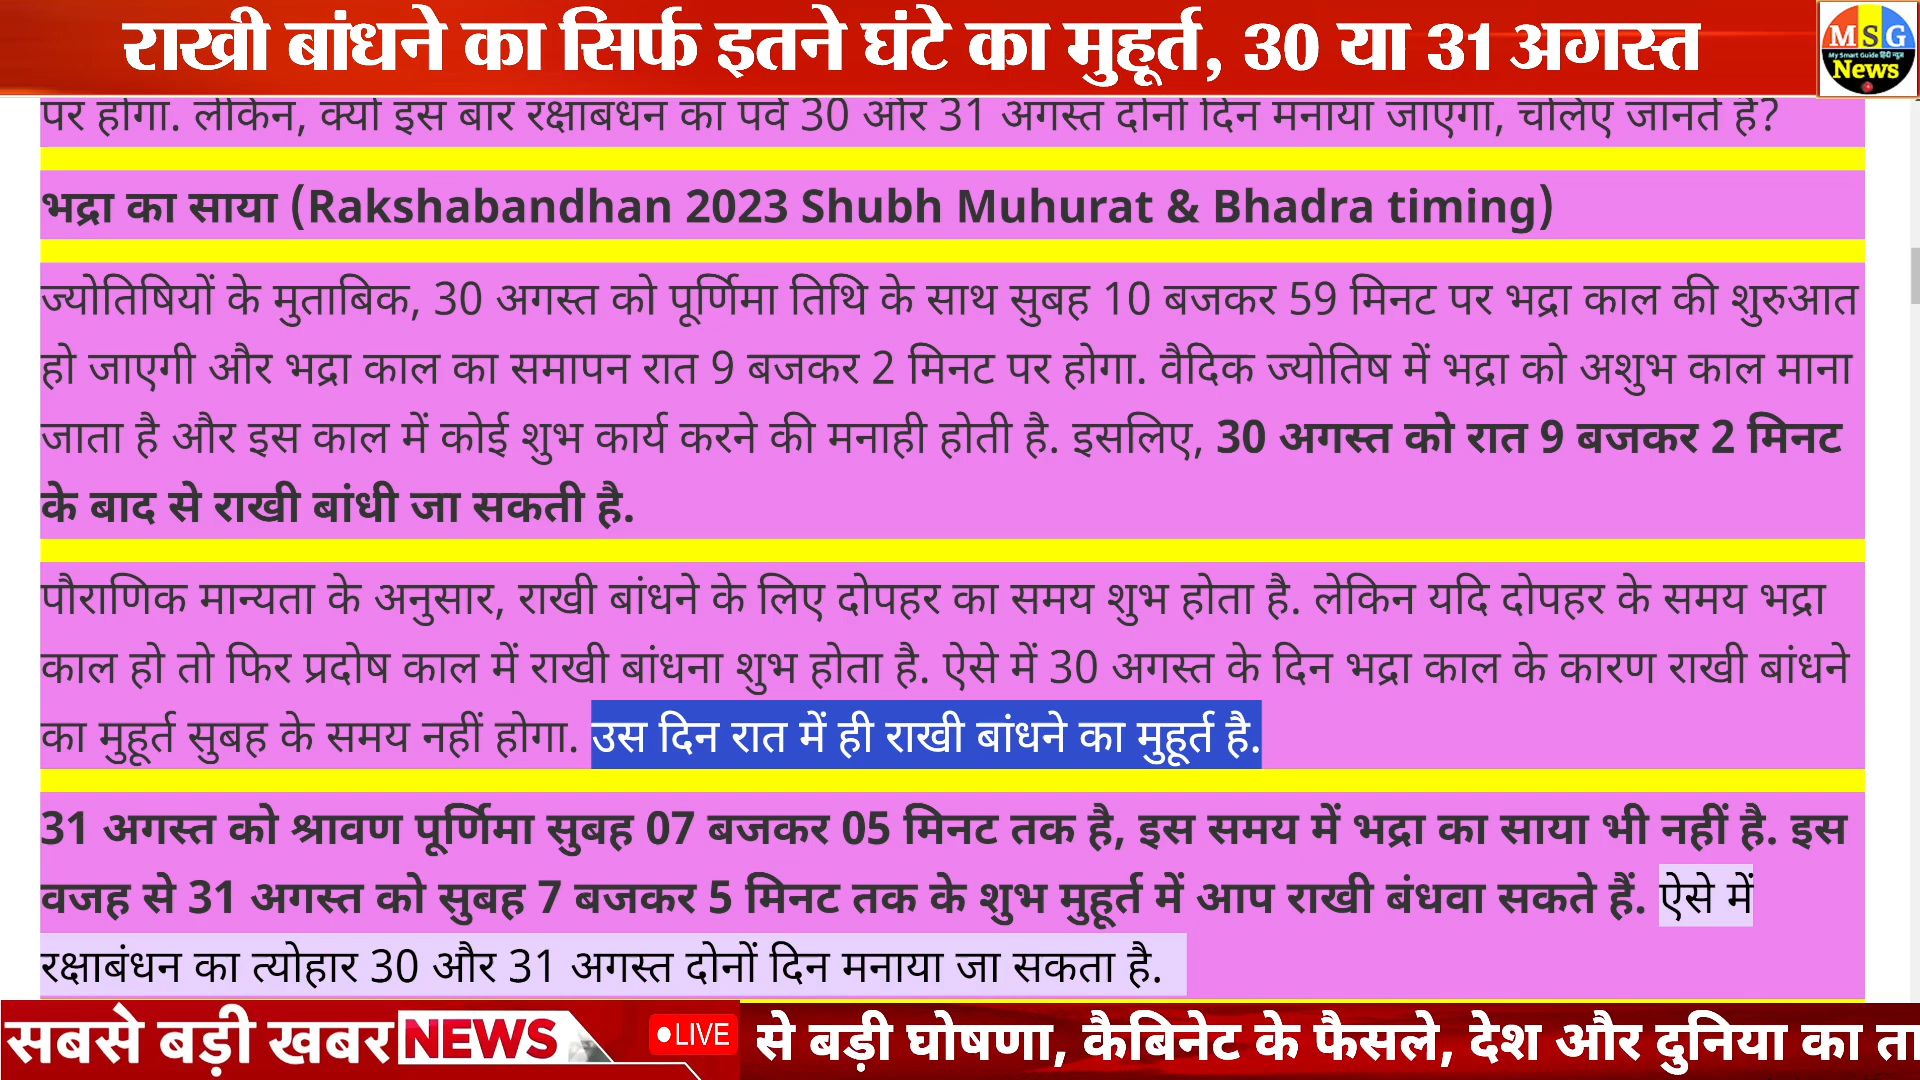 राखी बांधने का सिर्फ इतने घंटे का मुहूर्त, 30 या 31 अगस्त
MSG
My Smart Guide हिंदी न्यूज़
News
पर होगा. लेकिन, क्या इस बार रक्षाबंधन का पर्व 30 और 31 अगस्त दोनों दिन मनाया जाएगा, चलिए जानते हैं?
भद्रा का साया (Rakshabandhan 2023 Shubh Muhurat & Bhadra timing)
ज्योतिषियों के मुताबिक, 30 अगस्त को पूर्णिमा तिथि के साथ सुबह 10 बजकर 59 मिनट पर भद्रा काल की शुरुआत
हो जाएगी और भद्रा काल का समापन रात 9 बजकर 2 मिनट पर होगा. वैदिक ज्योतिष में भद्रा को अशुभ काल माना
जाता है और इस काल में कोई शुभ कार्य करने की मनाही होती है. इसलिए, 30 अगस्त को रात 9 बजकर 2 मिनट
के बाद से राखी बांधी जा सकती है.
पौराणिक मान्यता के अनुसार, राखी बांधने के लिए दोपहर का समय शुभ होता है. लेकिन यदि दोपहर के समय भद्रा
काल हो तो फिर प्रदोष काल में राखी बांधना शुभ होता है. ऐसे में 30 अगस्त के दिन भद्रा काल के कारण राखी बांधने
का मुहूर्त सुबह के समय नहीं होगा. उस दिन रात में ही राखी बांधने का मुहूर्त है.
31 अगस्त को श्रावण पूर्णिमा सुबह 07 बजकर 05 मिनट तक है, इस समय में भद्रा का साया भी नहीं है. इस
वजह से 31 अगस्त को सुबह 7 बजकर 5 मिनट तक के शुभ मुहूर्त में आप राखी बंधवा सकते हैं. ऐसे में
रक्षाबंधन का त्योहार 30 और 31 अगस्त दोनों दिन मनाया जा सकता है.
सबसे बड़ी खबर NEWS LIVE से बड़ी घोषणा, कैबिनेट के फैसले, देश और दुनिया का ता